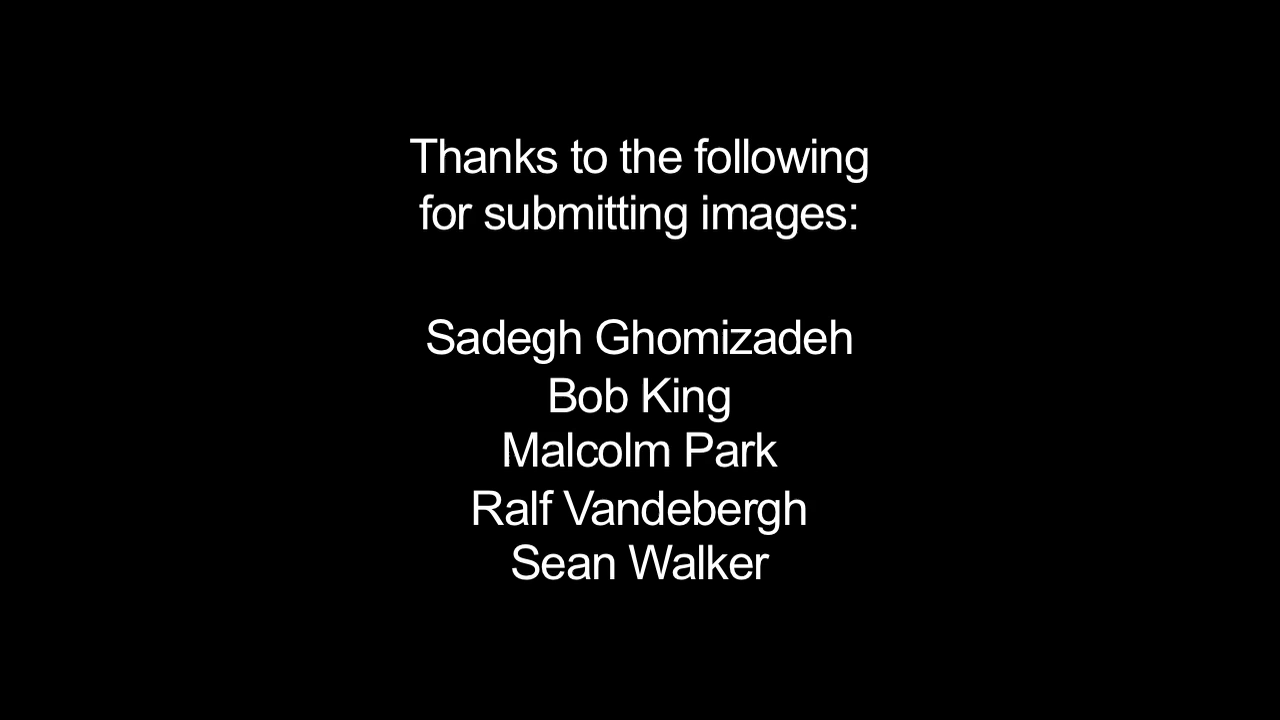 Thanks to the following
for submitting images:
Sadegh Ghomizadeh
Bob King
Malcolm Park
Ralf Vandebergh
Sean Walker